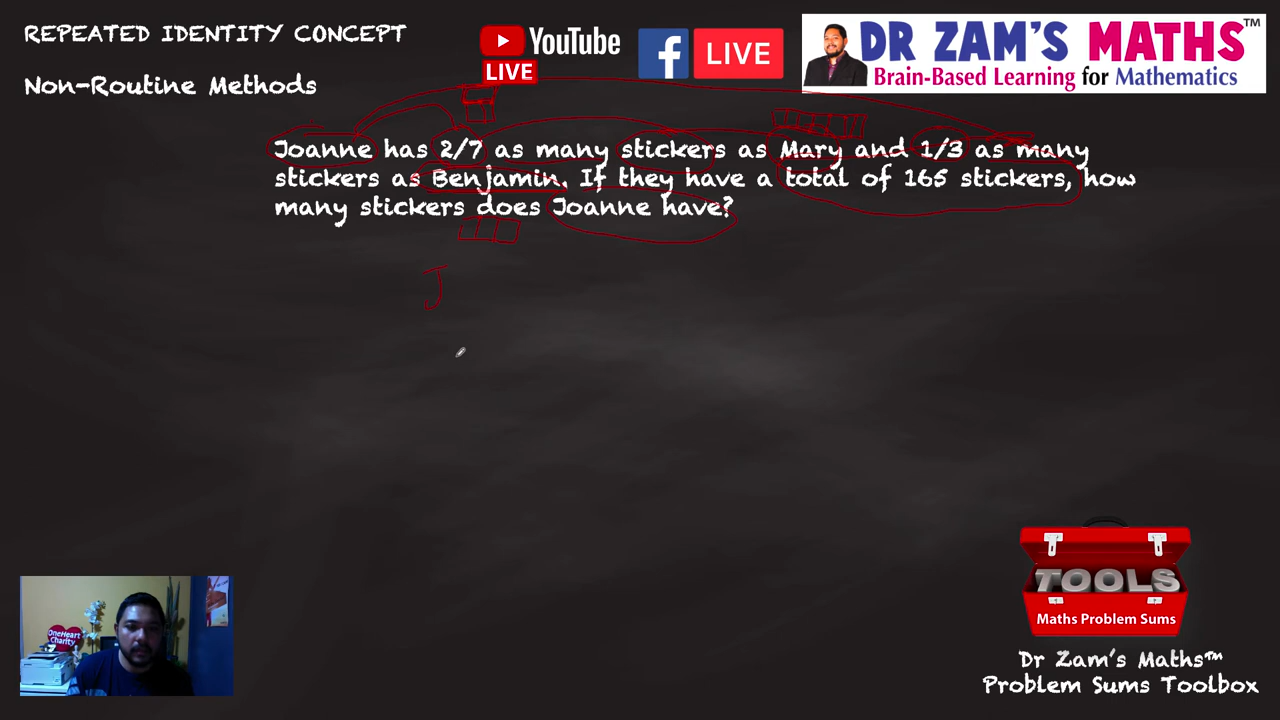 REPEATED IDENTITY CONCEPT
Non-Routine Methods
YouTube
LIVE
f LIVE
DR ZAM'S MATHS™
Brain-Based Learning for Mathematics
Joanne has 2/7 as many stickers as Mary and 1/3 as many
stickers as Benjamin. If they have a total of 165 stickers, how
many stickers does Joanne have?
J
OneHeart
Charity
TOOLS
Maths Problem Sums
Dr Zam's Maths™
Problem Sums Toolbox